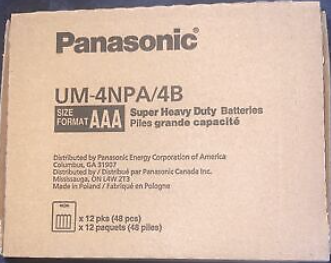 Panasonic
UM-4NPA/4B
SIZE FORMAT AAA Super Heavy Duty Batteries
Piles grande capacité
Distributed by Panasonic Energy Corporation of America
Columbus, GA 31907
Distributed by / Distribué par Panasonic Canada Inc.
Mississauga, ON L4W 2T3
Made in Poland / Fabriqué en Pologne
x 12 pks (48 pcs)
x 12 paquets (48 piles)